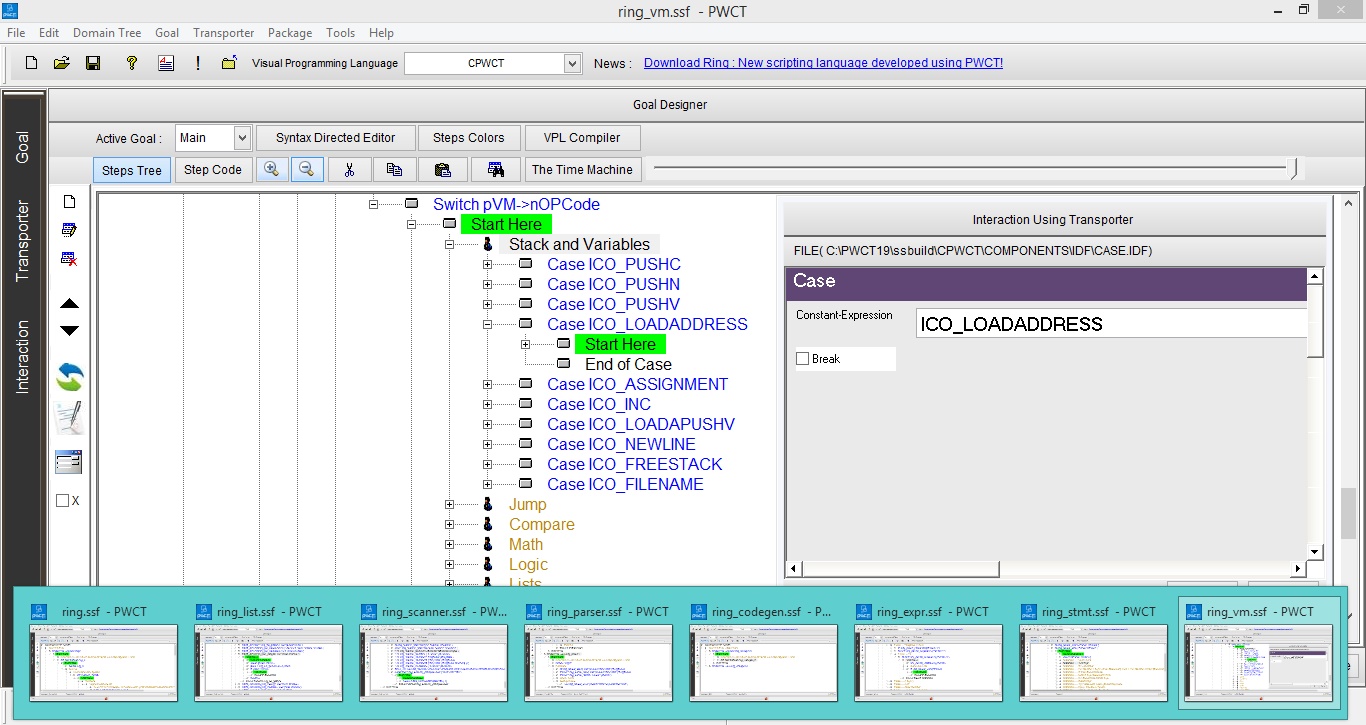 ring_vm.ssf - PWCT
File Edit Domain Tree Goal Transporter Package Tools Help
Visual Programming Language CPWCT News : Download Ring : New scripting language developed using PWCT!
Goal Designer
Active Goal : Main Syntax Directed Editor Steps Colors VPL Compiler
Steps Tree Step Code The Time Machine
Goal
Transporter
Interaction
X
Switch pVM->nOPCode
Start Here
Stack and Variables
Case ICO_PUSHC
Case ICO_PUSHN
Case ICO_PUSHV
Case ICO_LOADADDRESS
Start Here
End of Case
Case ICO_ASSIGNMENT
Case ICO_INC
Case ICO_LOADAPUSHV
Case ICO_NEWLINE
Case ICO_FREESTACK
Case ICO_FILENAME
Jump
Compare
Math
Logic
Lists
Interaction Using Transporter
FILE( C:\PWCT19\ssbuild\CPWCT\COMPONENTS\IDF\CASE.IDF)
Case
Constant-Expression ICO_LOADADDRESS
Break
ring.ssf - PWCT ring_list.ssf - PWCT ring_scanner.ssf - PW... ring_parser.ssf - PWCT ring_codegen.ssf - P... ring_expr.ssf - PWCT ring_stmt.ssf - PWCT ring_vm.ssf - PWCT